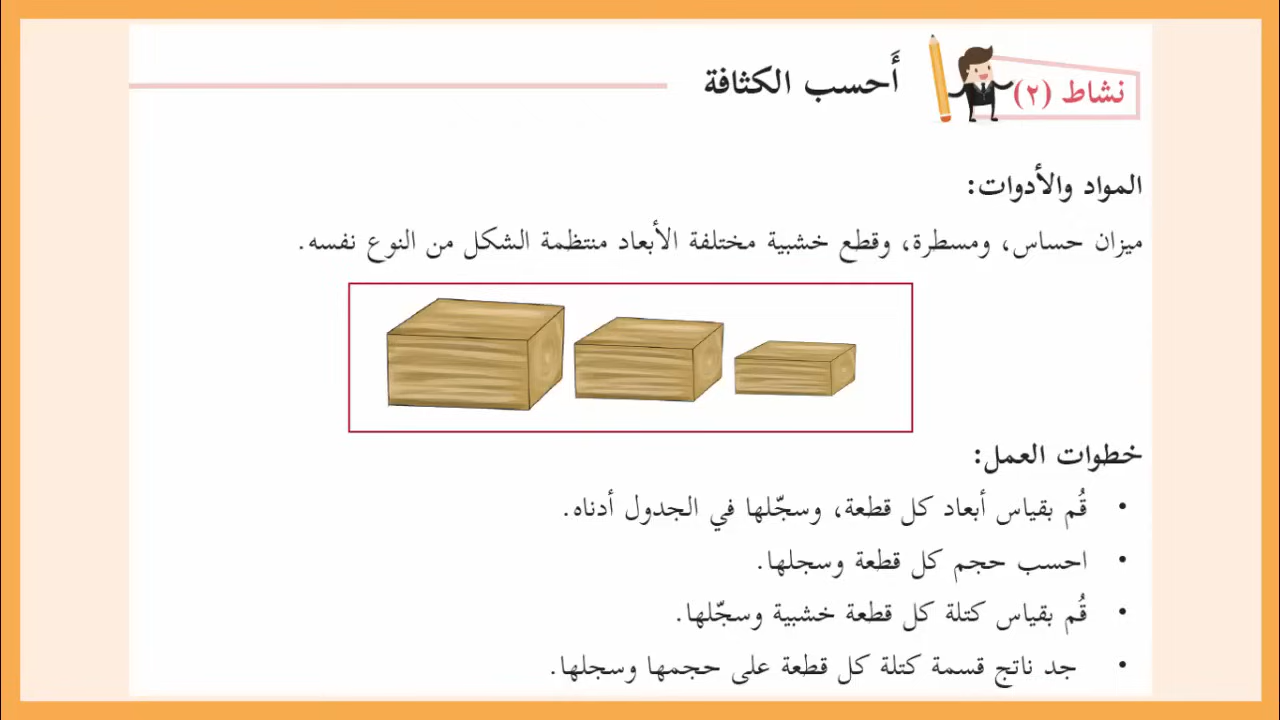 نشاط (٢)
أَحسب الكثافة
المواد والأدوات:
ميزان حساس، ومسطرة، وقطع خشبية مختلفة الأبعاد منتظمة الشكل من النوع نفسه.
خطوات العمل:
• قُم بقياس أبعاد كل قطعة، وسجّلها في الجدول أدناه.
• احسب حجم كل قطعة وسجلها.
• قُم بقياس كتلة كل قطعة خشبية وسجّلها.
• جد ناتج قسمة كتلة كل قطعة على حجمها وسجلها.